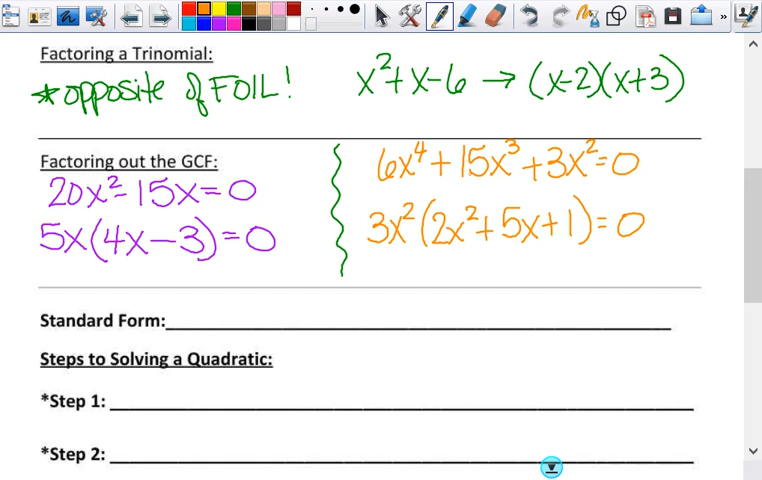 Factoring a Trinomial:
*opposite of FOIL! x²+x-6 → (x-2)(x+3)
Factoring out the GCF:
20x²-15x=0
5x(4x-3)=0
6x⁴+15x³+3x²=0
3x²(2x²+5x+1)=0
Standard Form:
Steps to Solving a Quadratic:
*Step 1:
*Step 2: